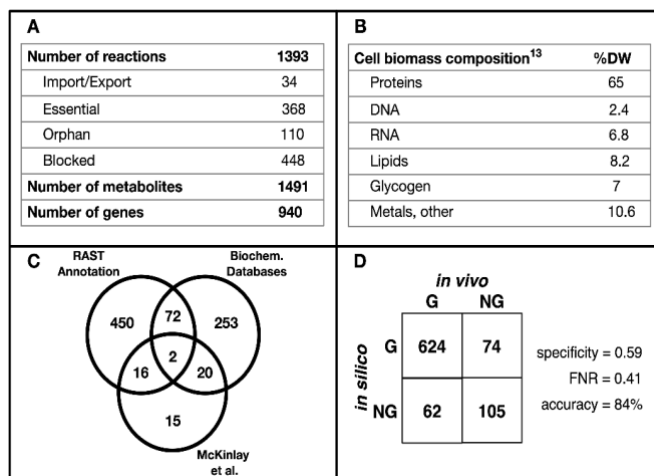 A
Number of reactions 1393
Import/Export 34
Essential 368
Orphan 110
Blocked 448
Number of metabolites 1491
Number of genes 940
B
Cell biomass composition13 %DW
Proteins 65
DNA 2.4
RNA 6.8
Lipids 8.2
Glycogen 7
Metals, other 10.6
C
RAST
Annotation
Biochem.
Databases
450 72 253
2
16 20
15
McKinlay
et al.
D
in vivo
G NG
in silico
G 624 74
NG 62 105
specificity = 0.59
FNR = 0.41
accuracy = 84%